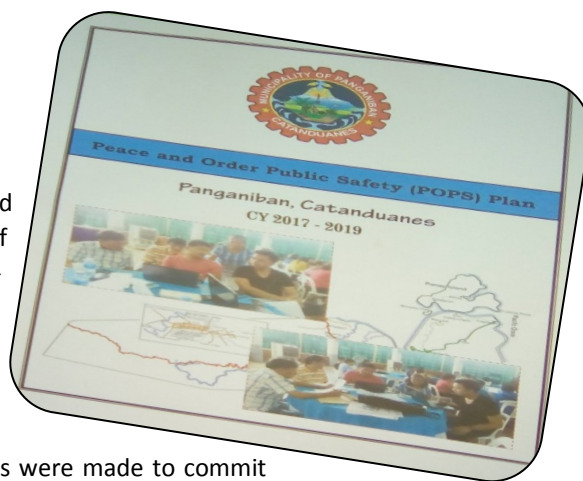 MUNICIPALITY OF PANGANIBAN
CATANDUANES
Peace and Order Public Safety (POPS) Plan
Panganiban, Catanduanes
CY 2017 - 2019
d
f
s were made to commit